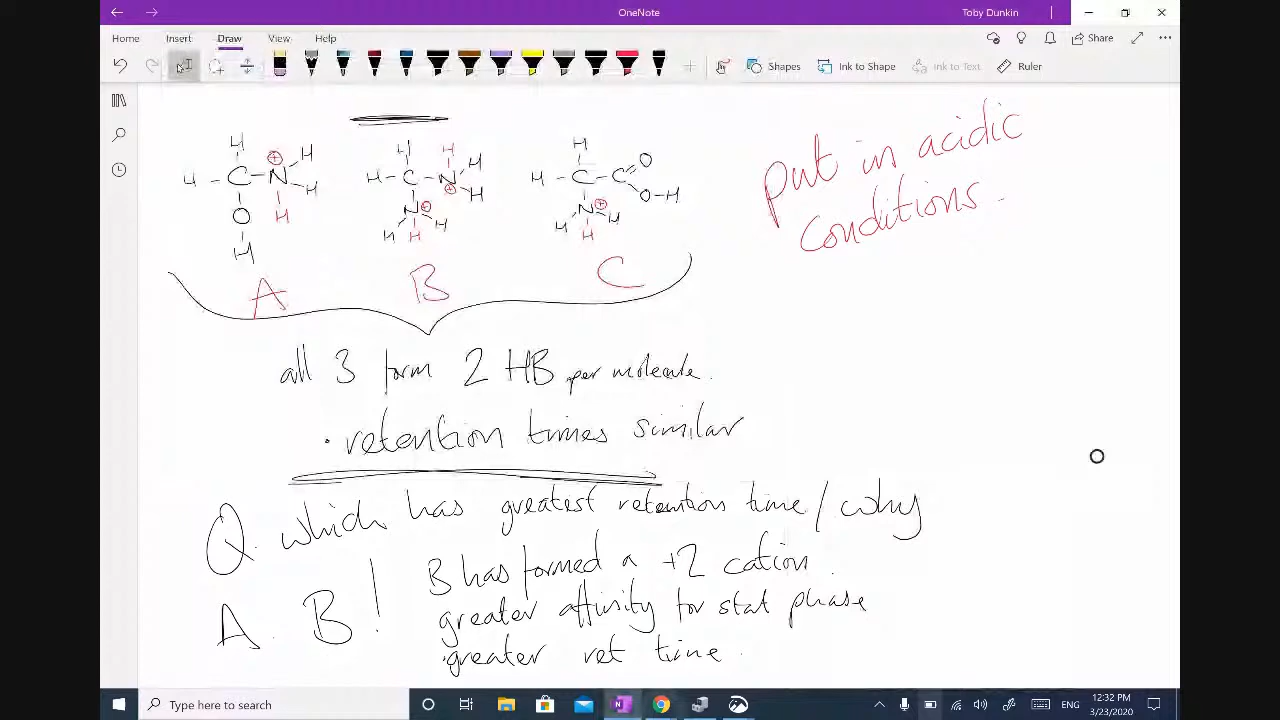 OneNote
Toby Dunkin
Home Insert Draw View Help
Share
Shapes Ink to Shape Ink to Text Ruler
put in acidic
conditions.
H H
H - C - N ⊕ H
O H
H
A
H H H
H - C - N ⊕ H
N ⊕
H H H
B
H O
H - C - C
N ⊕ O - H
H H H
C
all 3 form 2 HB per molecule.
. retention times similar
Q. which has greatest retention time / why
A. B! B has formed a +2 cation.
greater affinity for stat phase
.greater ret time.
Type here to search
ENG
12:32 PM
3/23/2020